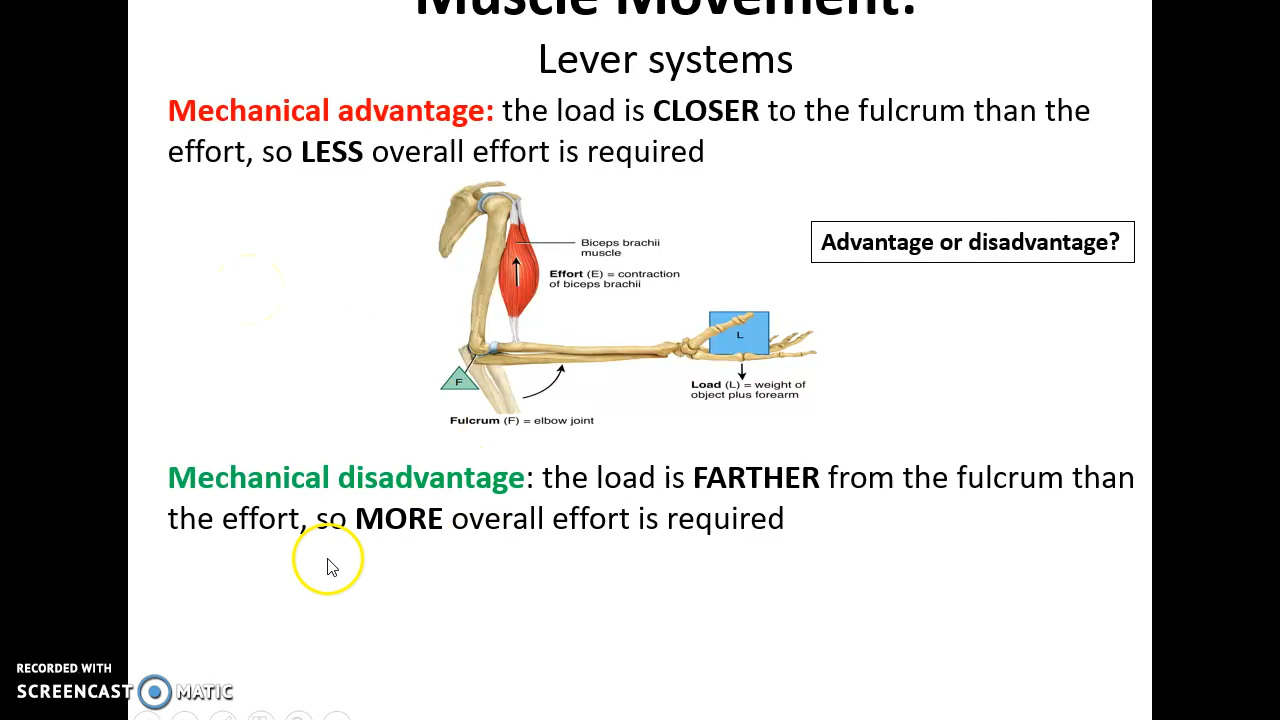 Muscle Movement:
Lever systems
Mechanical advantage: the load is CLOSER to the fulcrum than the
effort, so LESS overall effort is required
Biceps brachii
muscle
Advantage or disadvantage?
Effort (E) = contraction
of biceps brachii
L
F
Load (L) = weight of
object plus forearm
Fulcrum (F) = elbow joint
Mechanical disadvantage: the load is FARTHER from the fulcrum than
the effort, so MORE overall effort is required
RECORDED WITH
SCREENCAST MATIC